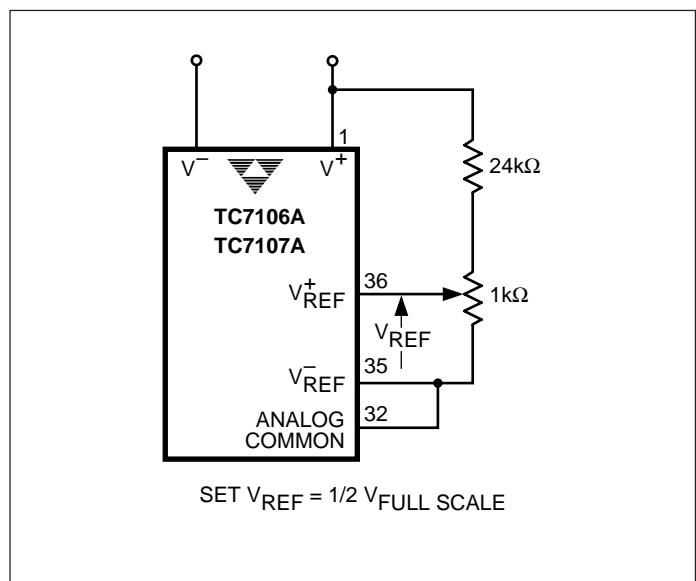 1
V− V+
24kΩ
TC7106A
TC7107A
36
V+REF
1kΩ
VREF
35
V−REF
32
ANALOG
COMMON
SET VREF = 1/2 VFULL SCALE